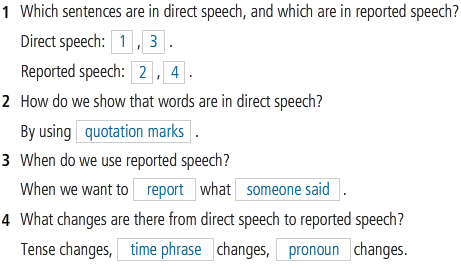 1 Which sentences are in direct speech, and which are in reported speech?
Direct speech: 1 , 3 .
Reported speech: 2 , 4 .
2 How do we show that words are in direct speech?
By using quotation marks .
3 When do we use reported speech?
When we want to report what someone said .
4 What changes are there from direct speech to reported speech?
Tense changes, time phrase changes, pronoun changes.